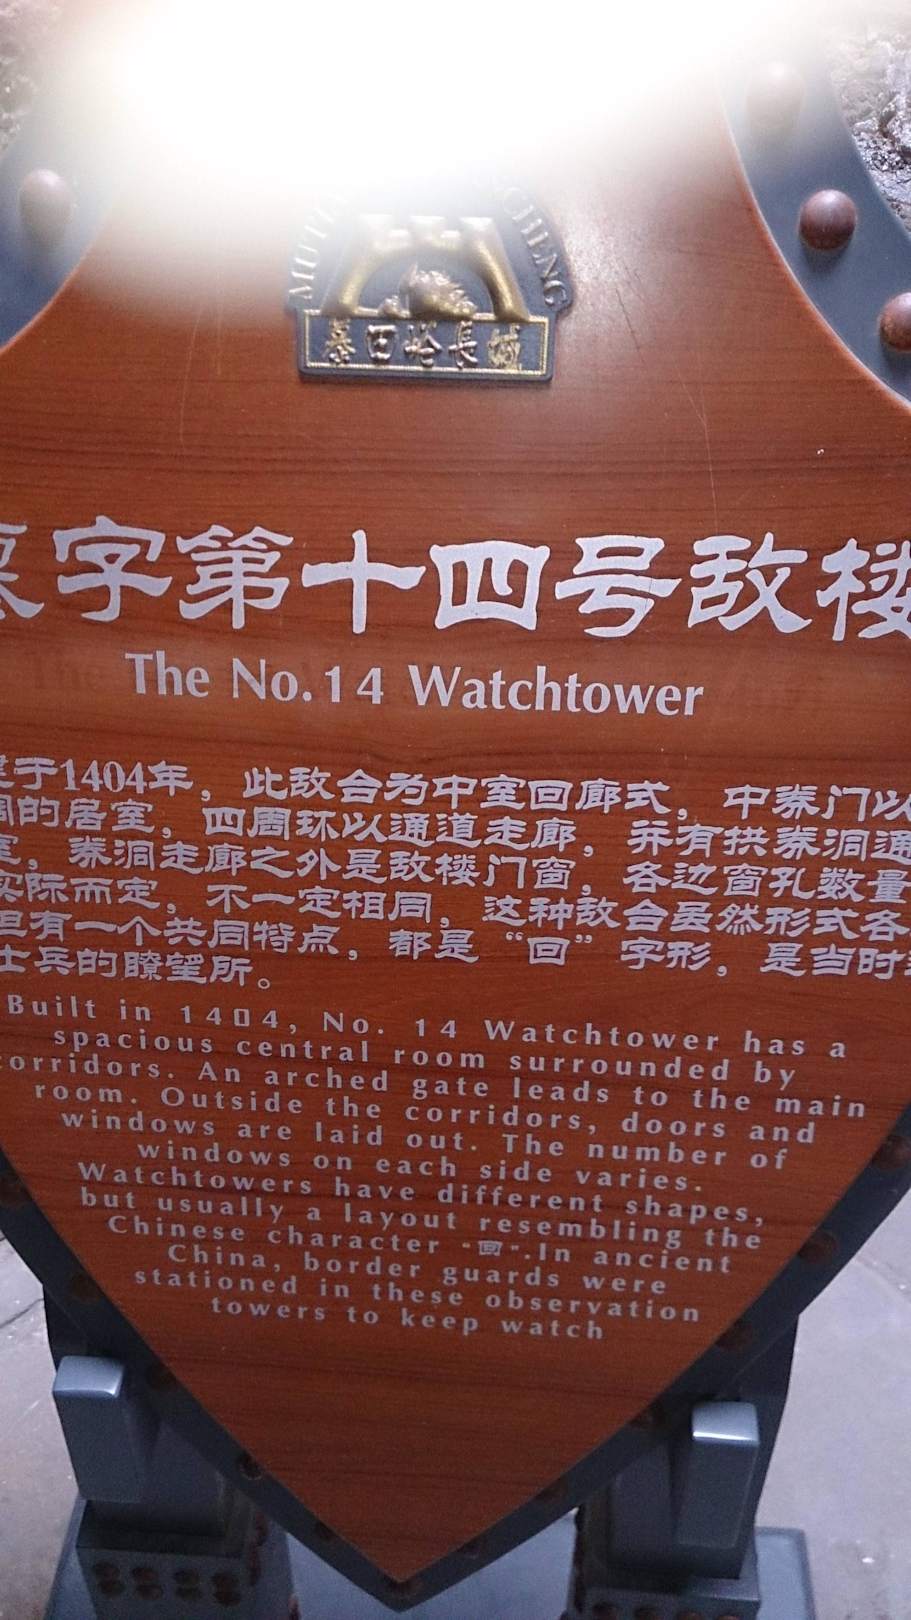 MUTI CHENG
慕田峪長城
字第十四号敌楼
The No.14 Watchtower
建于1404年，此敌台为中室回廊式，中券门以
间的居室，四周环以通道走廊，并有拱券洞通
室，券洞走廊之外是敌楼门窗，各边窗孔数量
实际而定，不一定相同，这种敌台虽然形式各
但有一个共同特点，都是“回”字形，是当时
士兵的瞭望所。
Built in 1404, No. 14 Watchtower has a
spacious central room surrounded by
corridors. An arched gate leads to the main
room. Outside the corridors, doors and
windows are laid out. The number of
windows on each side varies.
Watchtowers have different shapes,
but usually a layout resembling the
Chinese character "回".In ancient
China, border guards were
stationed in these observation
towers to keep watch